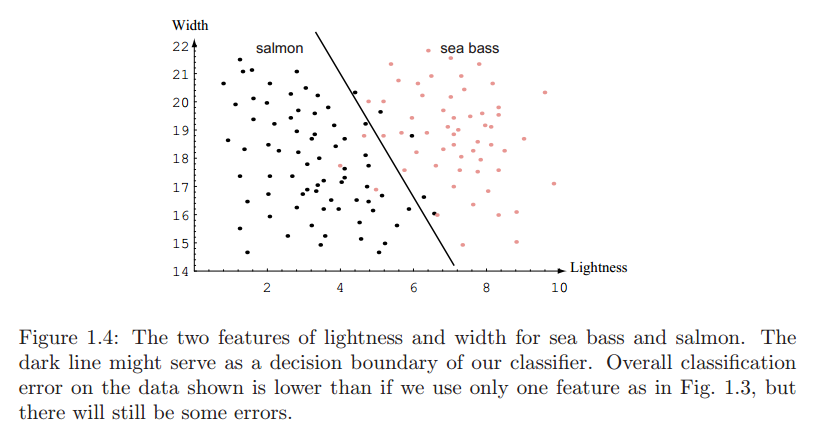 Width
salmon
sea bass
22
21
20
19
18
17
16
15
14
Lightness
2 4 6 8 10
Figure 1.4: The two features of lightness and width for sea bass and salmon. The
dark line might serve as a decision boundary of our classifier. Overall classification
error on the data shown is lower than if we use only one feature as in Fig. 1.3, but
there will still be some errors.